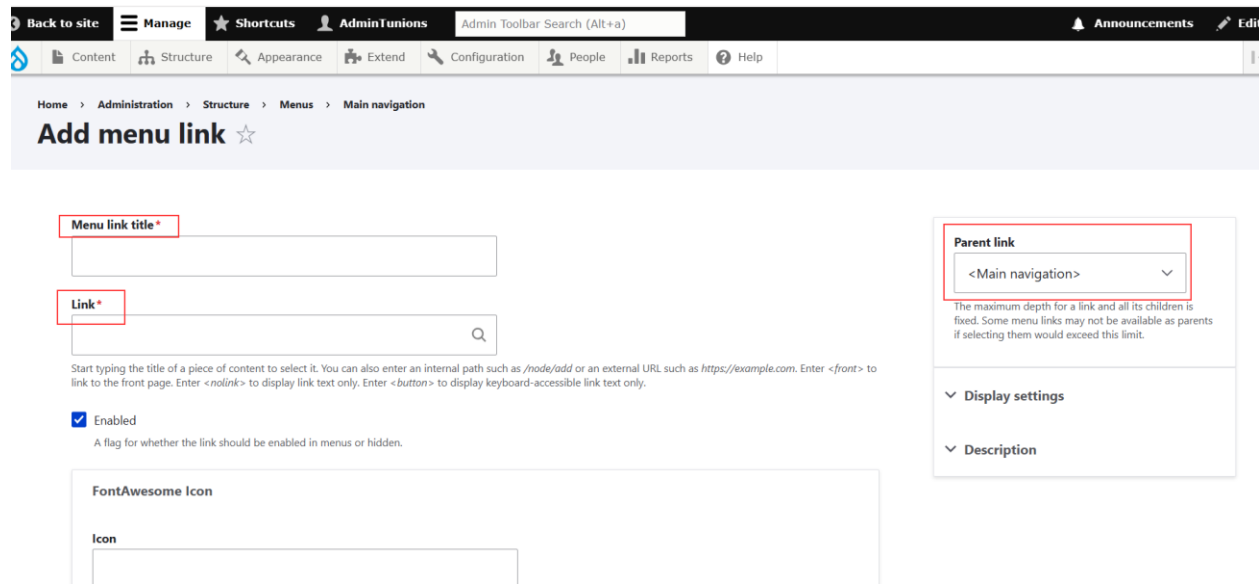 Back to site Manage Shortcuts AdminTunions Admin Toolbar Search (Alt+a) Announcements Edit
Content Structure Appearance Extend Configuration People Reports Help
Home > Administration > Structure > Menus > Main navigation
Add menu link
Menu link title*
Link*
Start typing the title of a piece of content to select it. You can also enter an internal path such as /node/add or an external URL such as https://example.com. Enter <front> to
link to the front page. Enter <nolink> to display link text only. Enter <button> to display keyboard-accessible link text only.
Enabled
A flag for whether the link should be enabled in menus or hidden.
FontAwesome Icon
Icon
Parent link
<Main navigation>
The maximum depth for a link and all its children is
fixed. Some menu links may not be available as parents
if selecting them would exceed this limit.
Display settings
Description